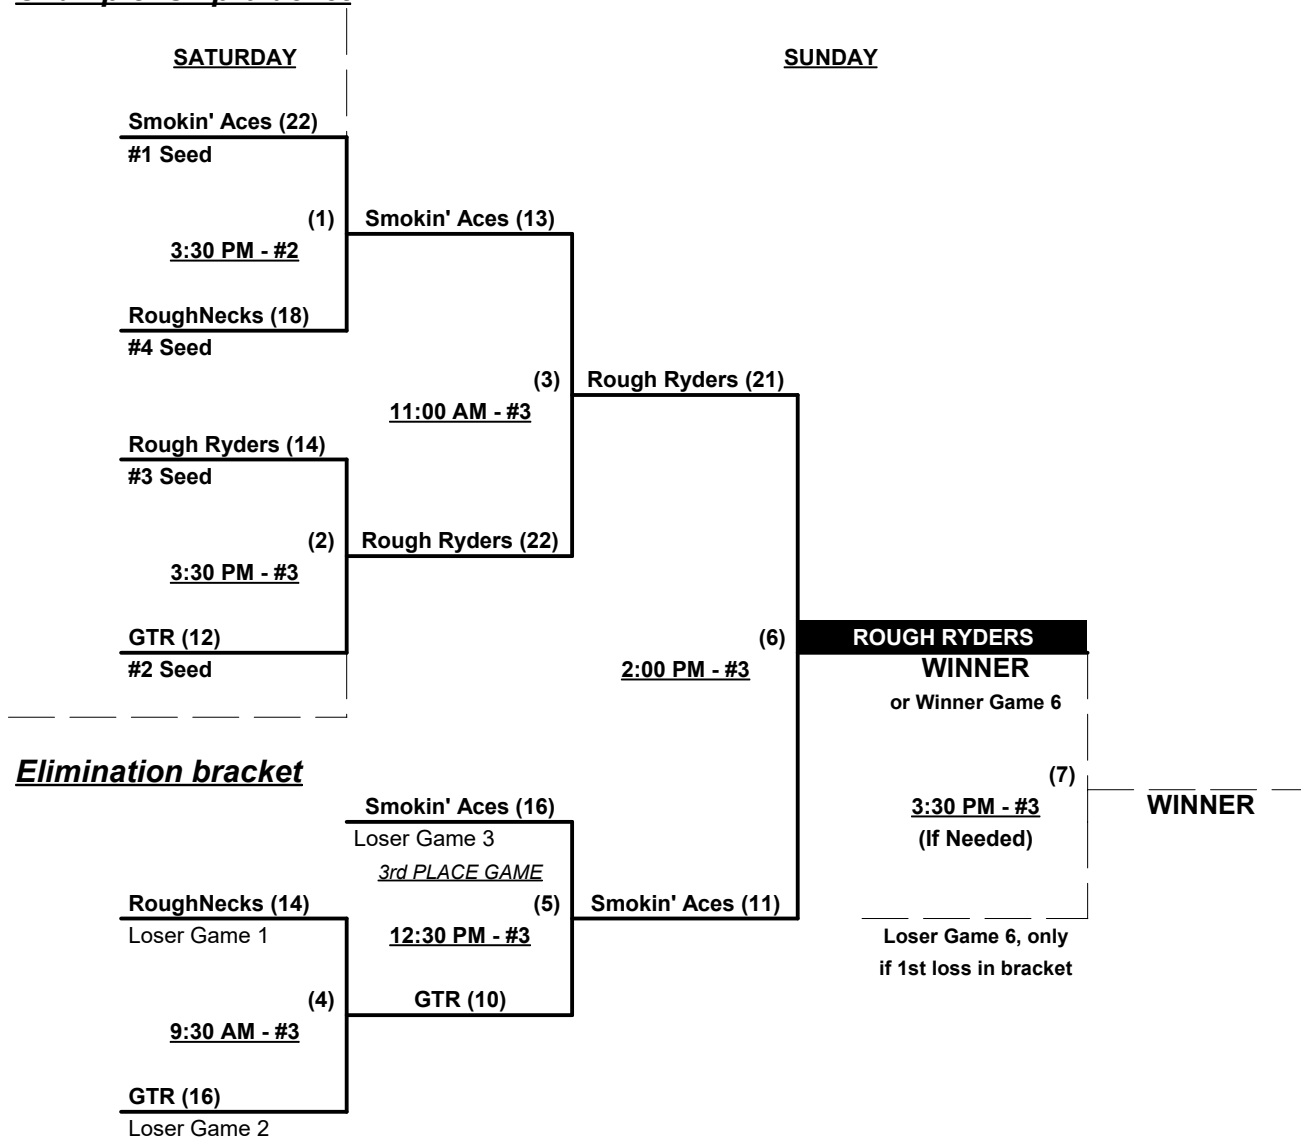 SATURDAY
SUNDAY
Smokin' Aces (22)
#1 Seed
(1)
Smokin' Aces (13)
3:30 PM - #2
RoughNecks (18)
#4 Seed
(3)
Rough Ryders (21)
11:00 AM - #3
Rough Ryders (14)
#3 Seed
(2)
Rough Ryders (22)
3:30 PM - #3
GTR (12)
#2 Seed
(6)
ROUGH RYDERS
2:00 PM - #3
WINNER
or Winner Game 6
Elimination bracket
(7)
Smokin' Aces (16)
3:30 PM - #3
WINNER
Loser Game 3
(If Needed)
3rd PLACE GAME
RoughNecks (14)
(5)
Smokin' Aces (11)
Loser Game 1
12:30 PM - #3
Loser Game 6, only
if 1st loss in bracket
(4)
GTR (10)
9:30 AM - #3
GTR (16)
Loser Game 2